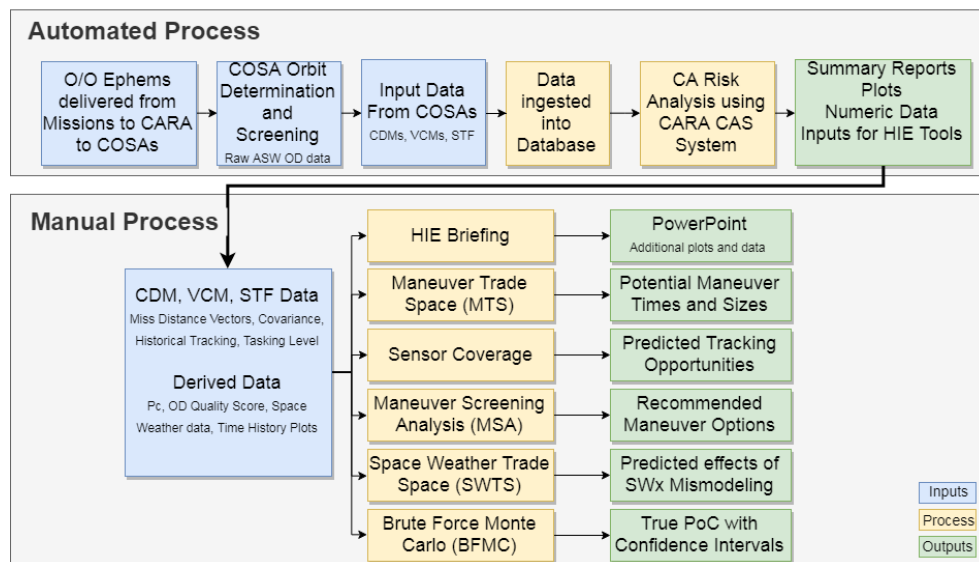 Automated Process
O/O Ephems
delivered from
Missions to CARA
to COSAs
COSA Orbit
Determination
and
Screening
Raw ASW OD data
Input Data
From COSAs
CDMs, VCMs, STF
Data
ingested
into
Database
CA Risk
Analysis using
CARA CAS
System
Summary Reports
Plots
Numeric Data
Inputs for HIE Tools
Manual Process
CDM, VCM, STF Data
Miss Distance Vectors, Covariance,
Historical Tracking, Tasking Level
Derived Data
Pc, OD Quality Score, Space
Weather data, Time History Plots
HIE Briefing
PowerPoint
Additional plots and data
Maneuver Trade
Space (MTS)
Potential Maneuver
Times and Sizes
Sensor Coverage
Predicted Tracking
Opportunities
Maneuver Screening
Analysis (MSA)
Recommended
Maneuver Options
Space Weather Trade
Space (SWTS)
Predicted effects of
SWx Mismodeling
Brute Force Monte
Carlo (BFMC)
True PoC with
Confidence Intervals
Inputs
Process
Outputs